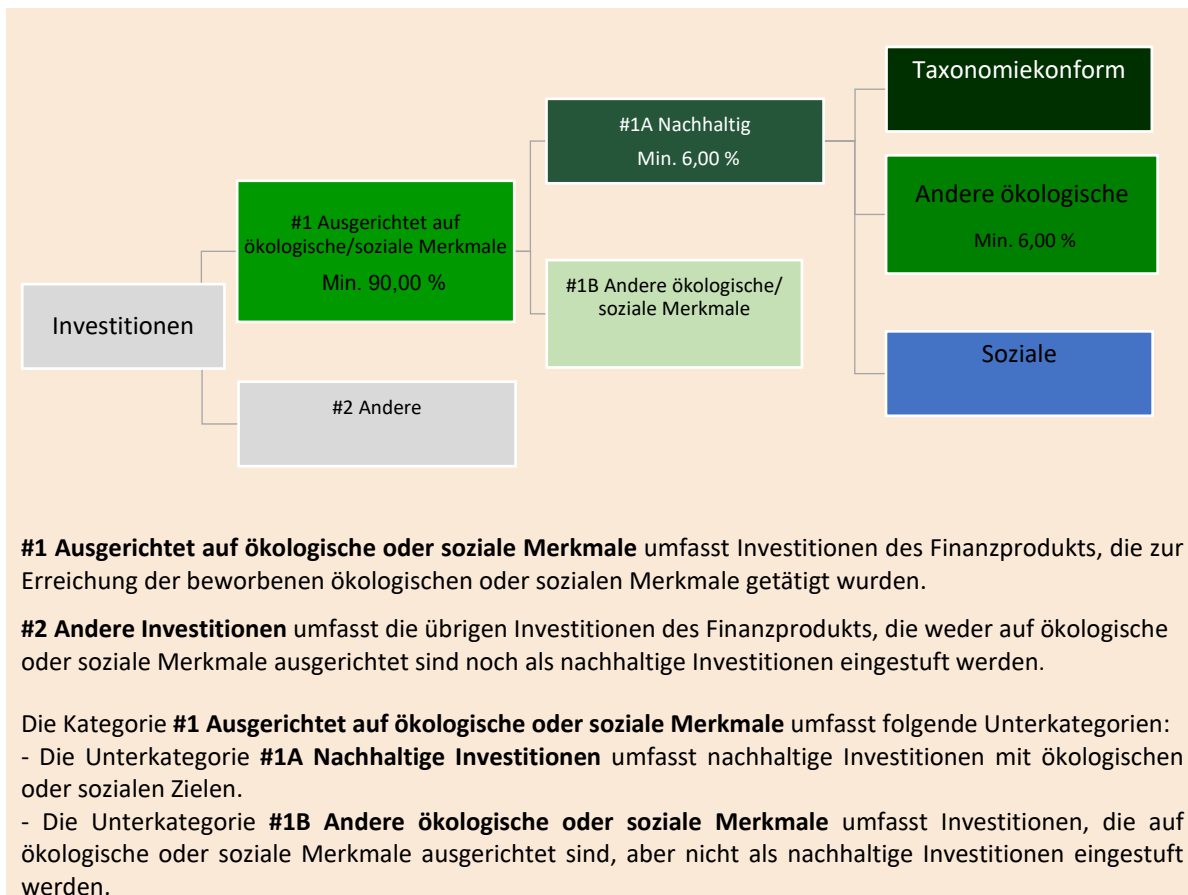 Taxonomiekonform
#1A Nachhaltig
Min. 6,00 %
Andere ökologische
Min. 6,00 %
#1 Ausgerichtet auf
ökologische/soziale Merkmale
Min. 90,00 %
#1B Andere ökologische/
soziale Merkmale
Investitionen
Soziale
#2 Andere
#1 Ausgerichtet auf ökologische oder soziale Merkmale umfasst Investitionen des Finanzprodukts, die zur
Erreichung der beworbenen ökologischen oder sozialen Merkmale getätigt wurden.
#2 Andere Investitionen umfasst die übrigen Investitionen des Finanzprodukts, die weder auf ökologische
oder soziale Merkmale ausgerichtet sind noch als nachhaltige Investitionen eingestuft werden.
Die Kategorie #1 Ausgerichtet auf ökologische oder soziale Merkmale umfasst folgende Unterkategorien:
- Die Unterkategorie #1A Nachhaltige Investitionen umfasst nachhaltige Investitionen mit ökologischen
oder sozialen Zielen.
- Die Unterkategorie #1B Andere ökologische oder soziale Merkmale umfasst Investitionen, die auf
ökologische oder soziale Merkmale ausgerichtet sind, aber nicht als nachhaltige Investitionen eingestuft
werden.